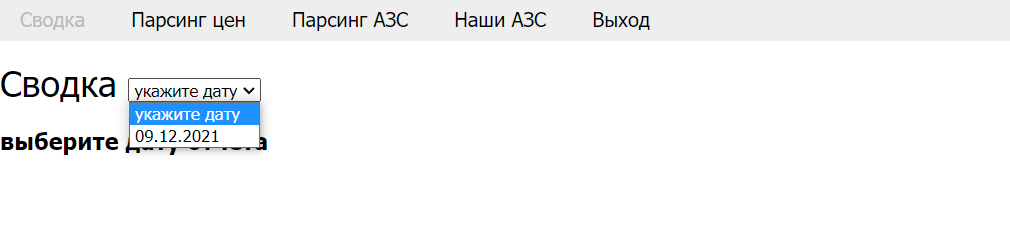 Сводка Парсинг цен Парсинг АЗС Наши АЗС Выход
Сводка укажите дату
укажите дату
09.12.2021
выберите